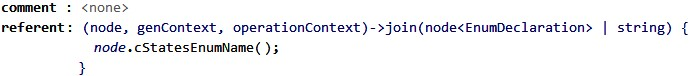 comment : <none>
referent: (node, genContext, operationContext)->join(node<EnumDeclaration> | string) {
node.cStatesEnumName();
}